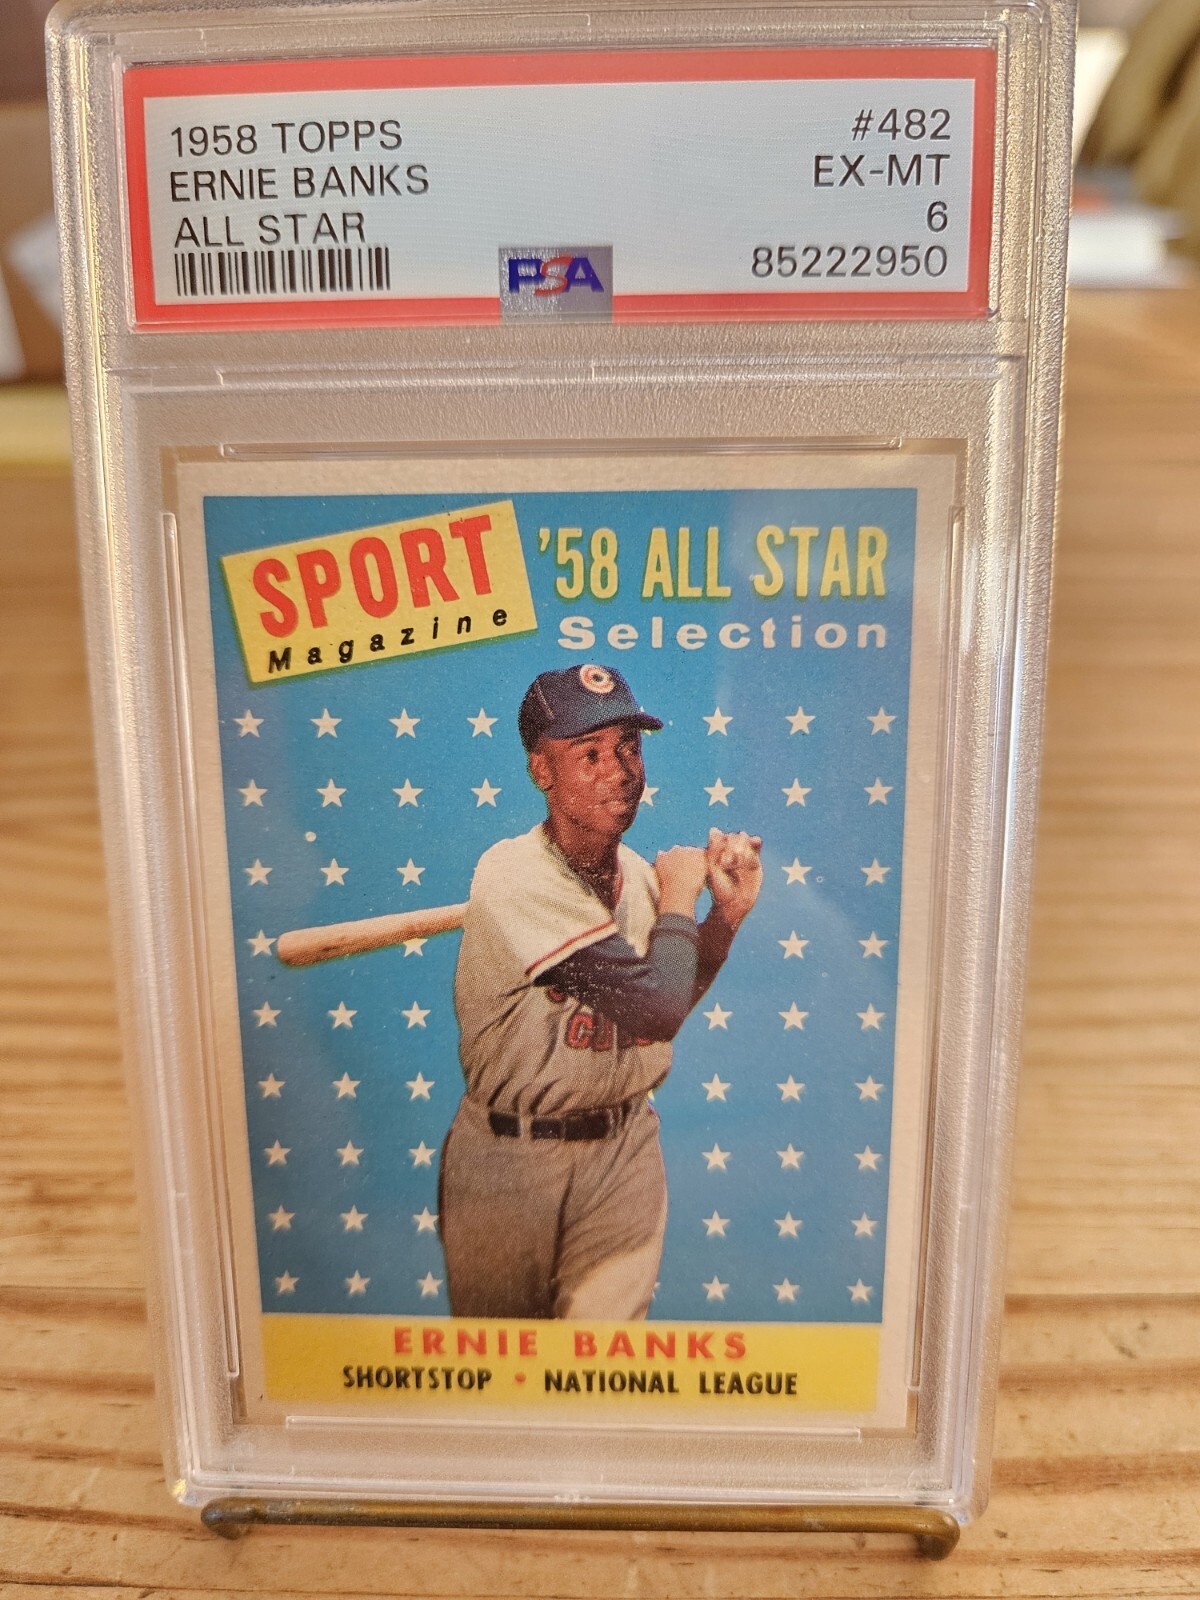 1958 TOPPS #482
ERNIE BANKS EX-MT
ALL STAR 6
PSA 85222950
SPORT
Magazine
'58 ALL STAR
Selection
C
CUBS
ERNIE BANKS
SHORTSTOP • NATIONAL LEAGUE